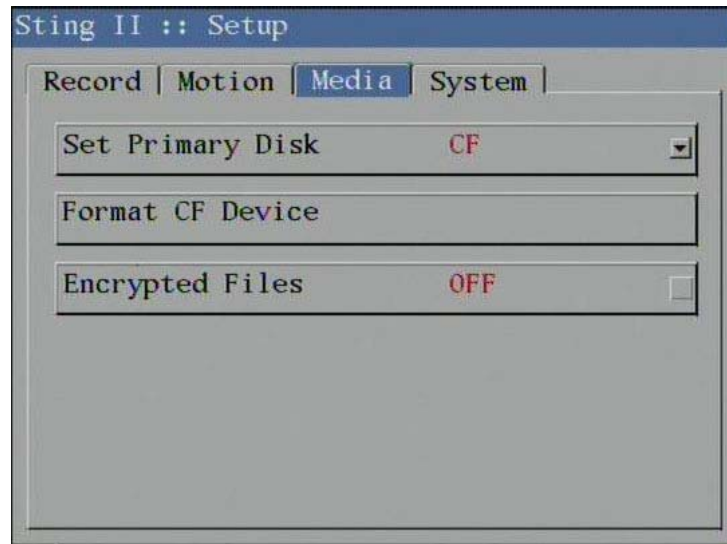 Sting II :: Setup
Record | Motion | Media | System |
Set Primary Disk CF
Format CF Device
Encrypted Files OFF